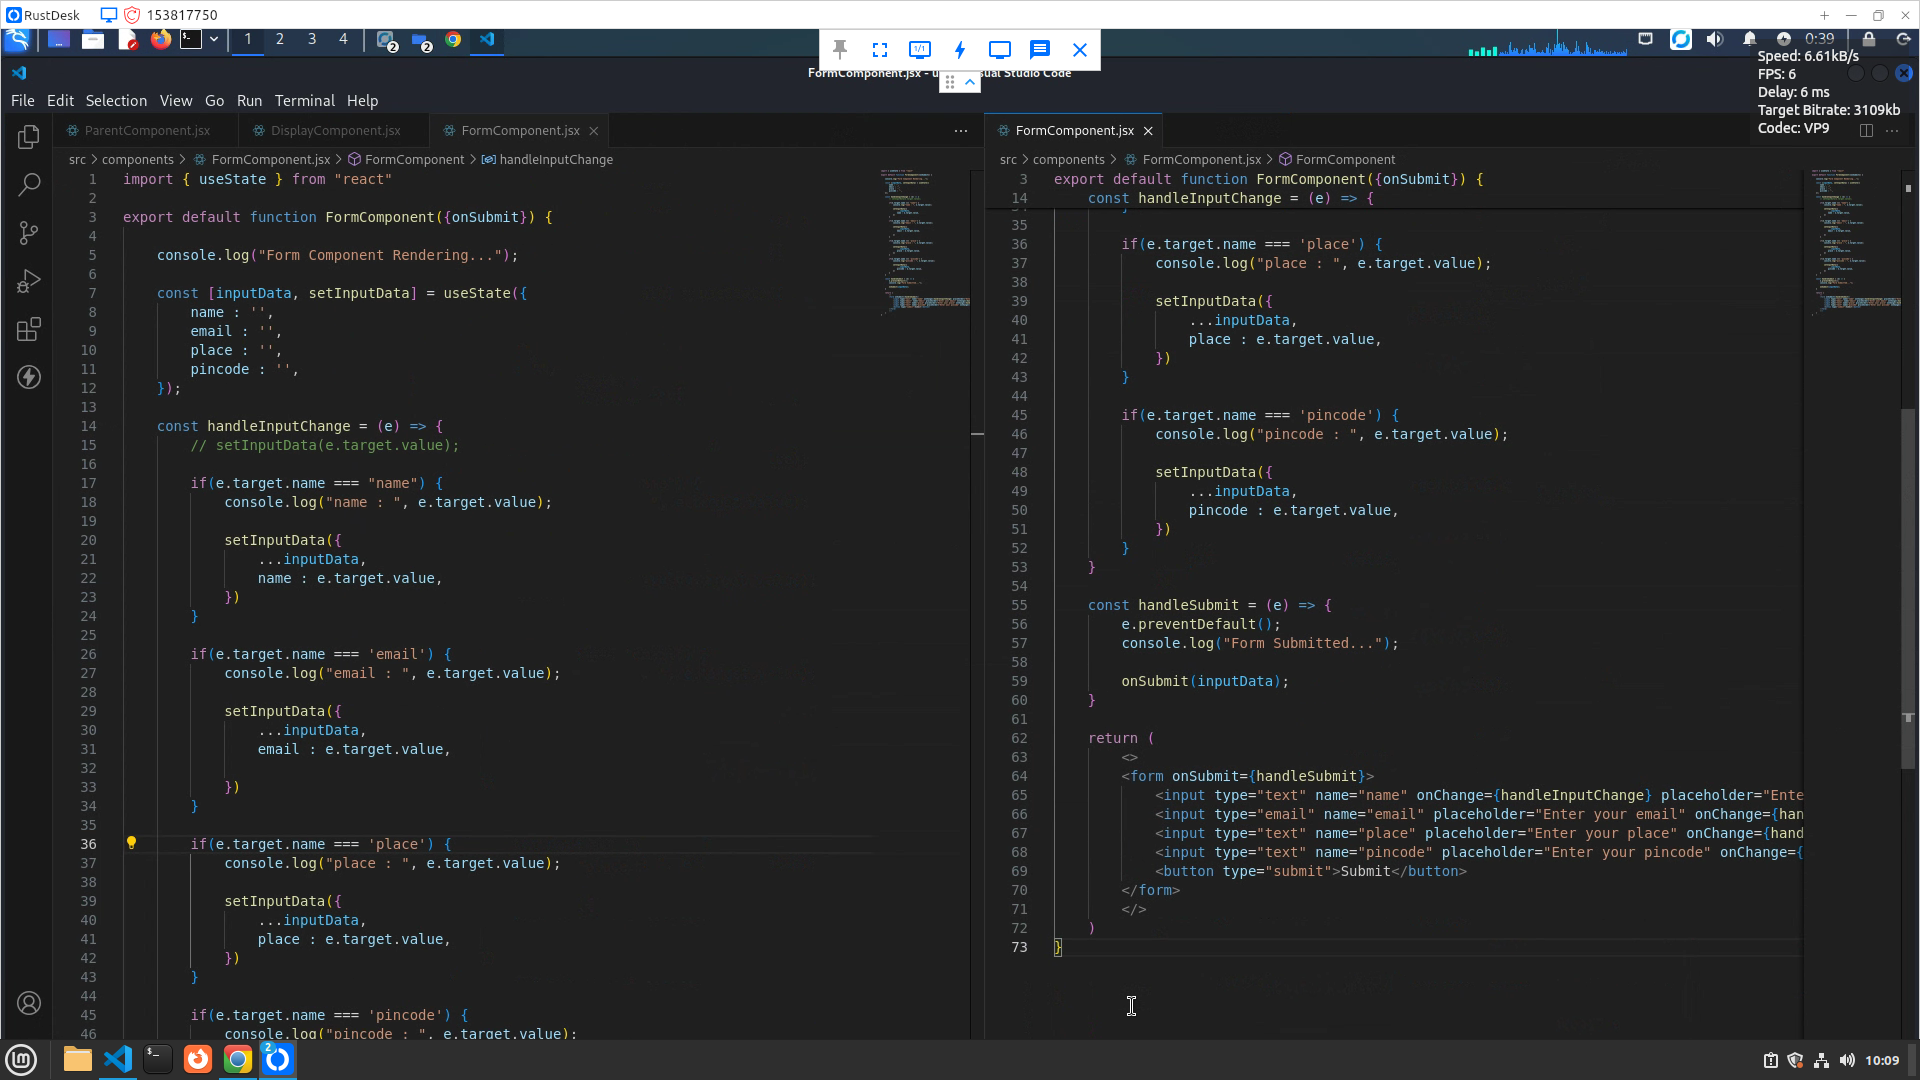 RustDesk 153817750
1 2 3 4 2 2 1/1 0:39
FormComponent.jsx - u
sual Studio Code
Speed: 6.61kB/s
FPS: 6
Delay: 6 ms
Target Bitrate: 3109kb
Codec: VP9
File Edit Selection View Go Run Terminal Help
ParentComponent.jsx DisplayComponent.jsx FormComponent.jsx
src > components > FormComponent.jsx > FormComponent > handleInputChange
1 import { useState } from "react"
2
3 export default function FormComponent({onSubmit}) {
4
5 console.log("Form Component Rendering...");
6
7 const [inputData, setInputData] = useState({
8 name : '',
9 email : '',
10 place : '',
11 pincode : '',
12 });
13
14 const handleInputChange = (e) => {
15 // setInputData(e.target.value);
16
17 if(e.target.name === "name") {
18 console.log("name : ", e.target.value);
19
20 setInputData({
21 ...inputData,
22 name : e.target.value,
23 })
24 }
25
26 if(e.target.name === 'email') {
27 console.log("email : ", e.target.value);
28
29 setInputData({
30 ...inputData,
31 email : e.target.value,
32
33 })
34 }
35
36 if(e.target.name === 'place') {
37 console.log("place : ", e.target.value);
38
39 setInputData({
40 ...inputData,
41 place : e.target.value,
42 })
43 }
44
45 if(e.target.name === 'pincode') {
46 console.log("pincode : ", e.target.value);
FormComponent.jsx
src > components > FormComponent.jsx > FormComponent
3 export default function FormComponent({onSubmit}) {
14 const handleInputChange = (e) => {
34 }
35
36 if(e.target.name === 'place') {
37 console.log("place : ", e.target.value);
38
39 setInputData({
40 ...inputData,
41 place : e.target.value,
42 })
43 }
44
45 if(e.target.name === 'pincode') {
46 console.log("pincode : ", e.target.value);
47
48 setInputData({
49 ...inputData,
50 pincode : e.target.value,
51 })
52 }
53 }
54
55 const handleSubmit = (e) => {
56 e.preventDefault();
57 console.log("Form Submitted...");
58
59 onSubmit(inputData);
60 }
61
62 return (
63 <>
64 <form onSubmit={handleSubmit}>
65 <input type="text" name="name" onChange={handleInputChange} placeholder="Ente
66 <input type="email" name="email" placeholder="Enter your email" onChange={han
67 <input type="text" name="place" placeholder="Enter your place" onChange={hand
68 <input type="text" name="pincode" placeholder="Enter your pincode" onChange={
69 <button type="submit">Submit</button>
70 </form>
71 </>
72 )
73 }
2 10:09